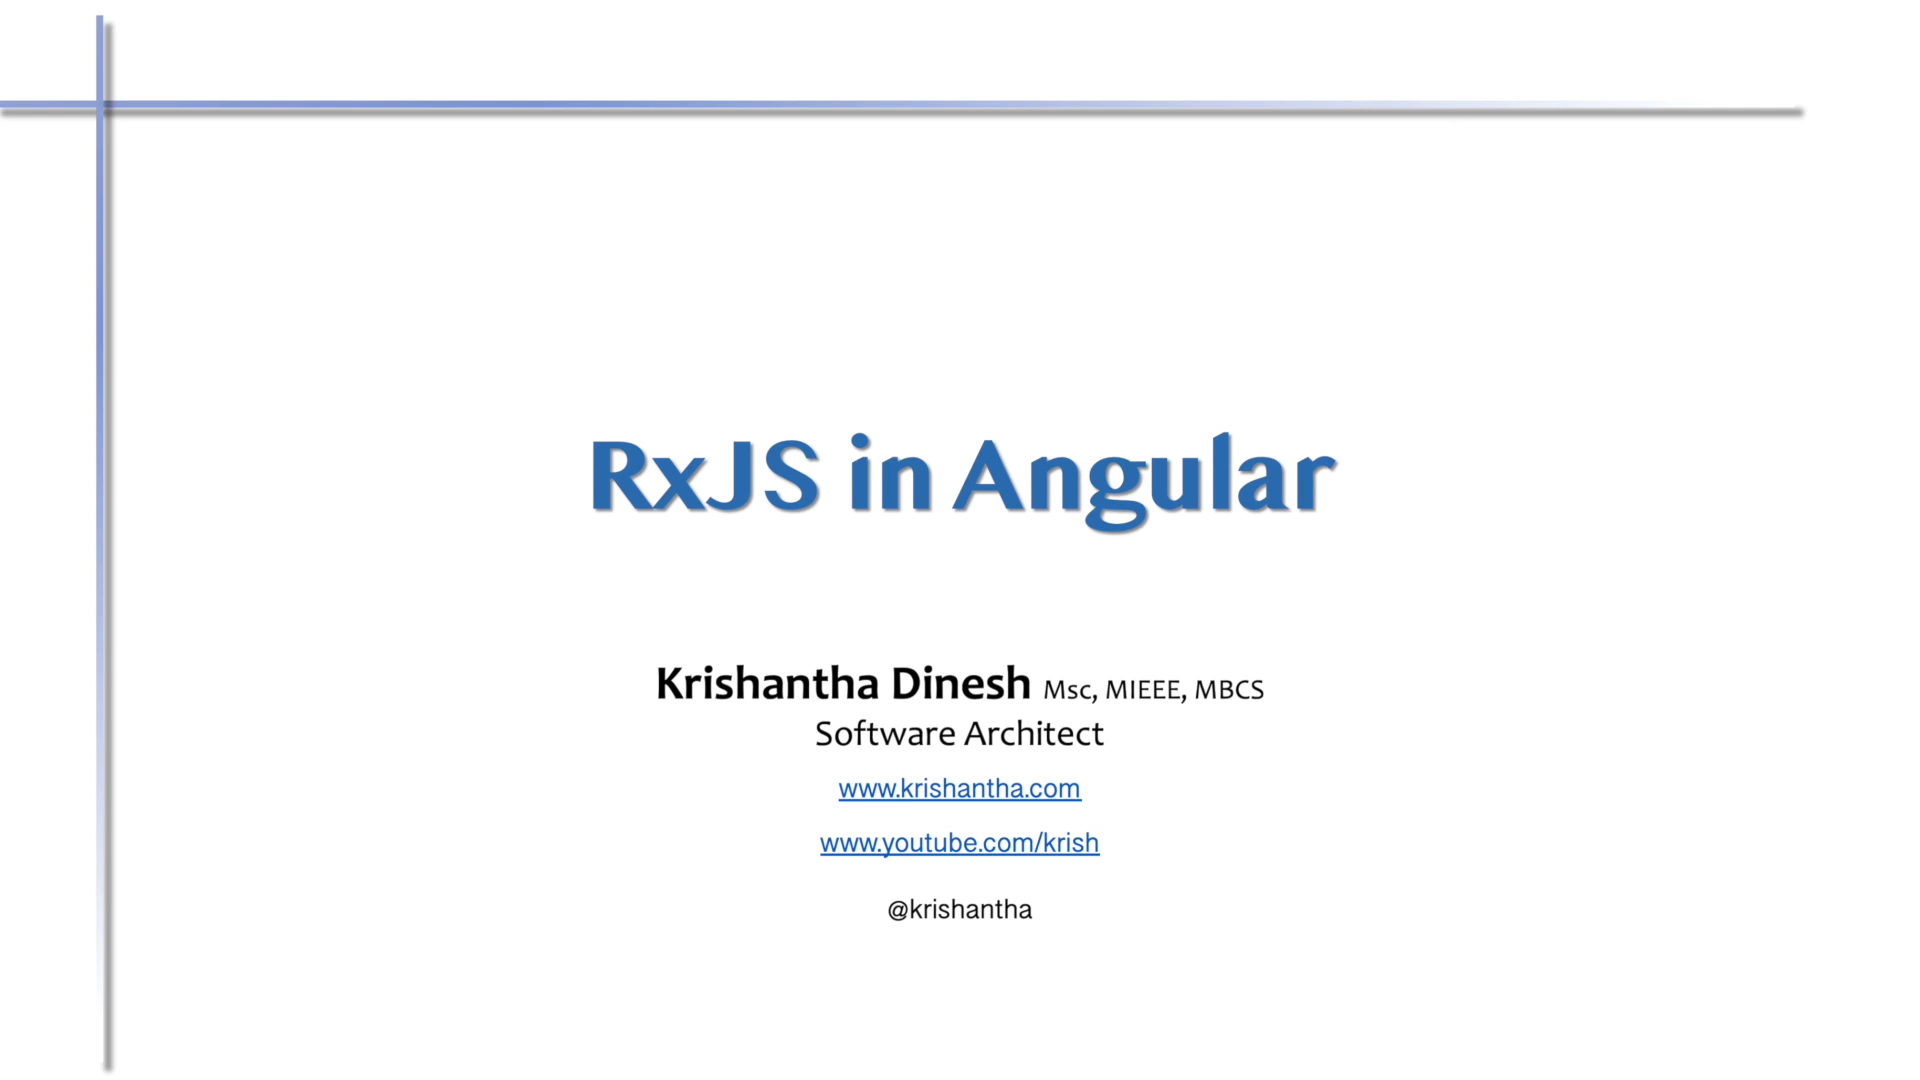 RxJS in Angular
Krishantha Dinesh Msc, MIEEE, MBCS
Software Architect
www.krishantha.com
www.youtube.com/krish
@krishantha